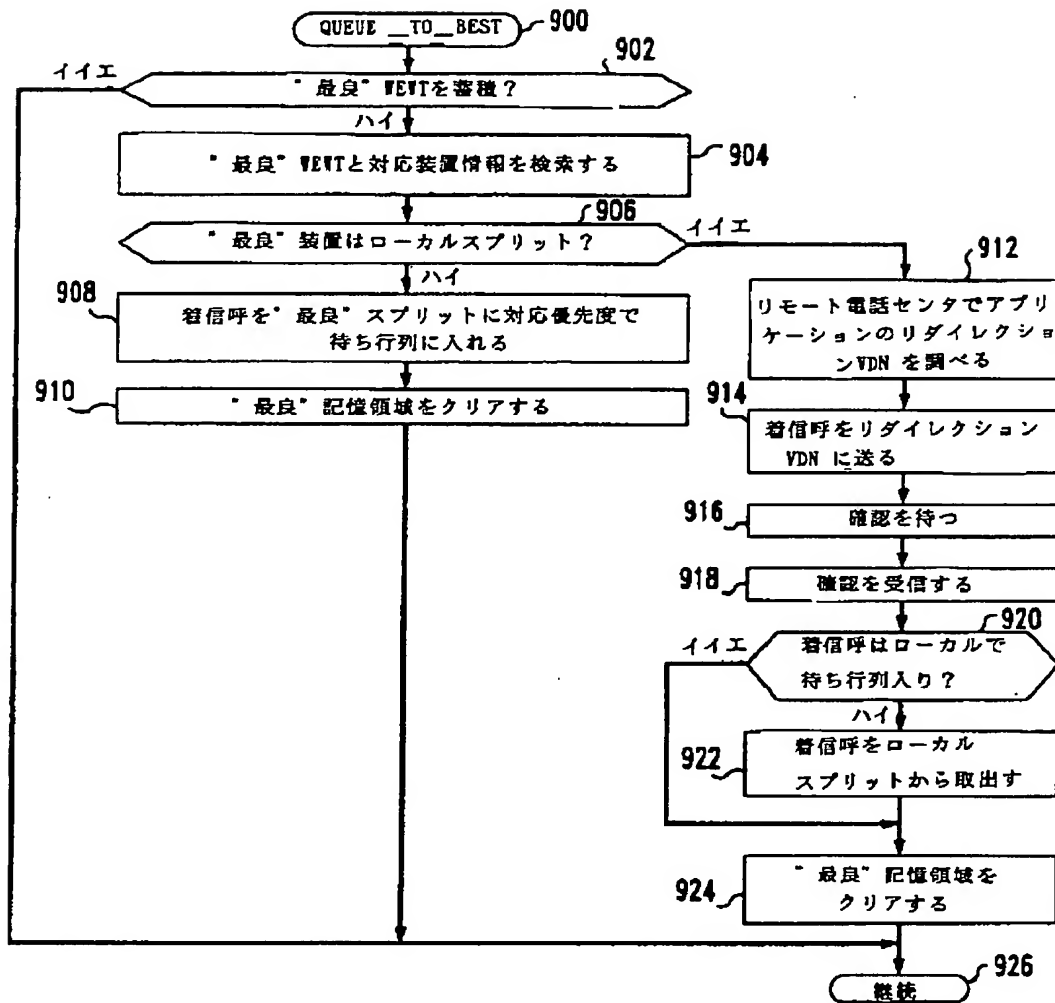 QUEUE __TO__BEST
900
902
イイエ
"最良" WEWTを蓄積?
ハイ
"最良" WEWTと対応装置情報を検索する
904
906
"最良" 装置はローカルスプリット?
イイエ
ハイ
908
着信呼を"最良" スプリットに対応優先度で
待ち行列に入れる
910
"最良" 記憶領域をクリアする
912
リモート電話センタでアプリ
ケーションのリダイレクショ
ンVDN を調べる
914
着信呼をリダイレクション
VDN に送る
916
確認を待つ
918
確認を受信する
920
イイエ
着信呼はローカルで
待ち行列入り?
ハイ
922
着信呼をローカル
スプリットから取出す
924
"最良" 記憶領域を
クリアする
926
継続